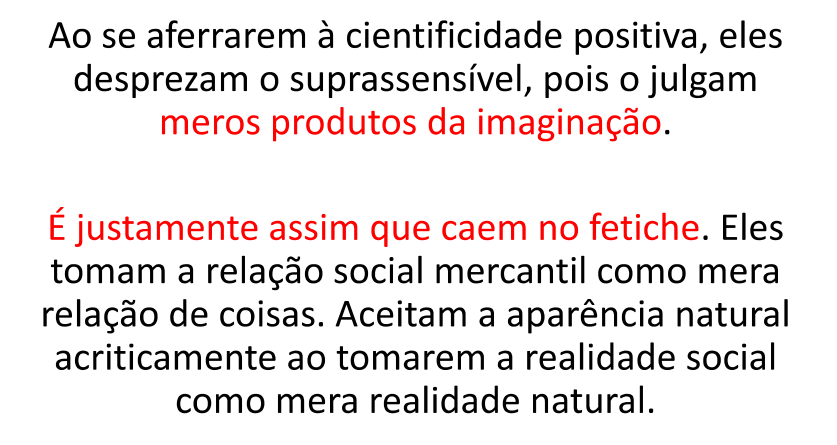 Ao se aferrarem à cientificidade positiva, eles
desprezam o suprassensível, pois o julgam
meros produtos da imaginação.
É justamente assim que caem no fetiche. Eles
tomam a relação social mercantil como mera
relação de coisas. Aceitam a aparência natural
acriticamente ao tomarem a realidade social
como mera realidade natural.